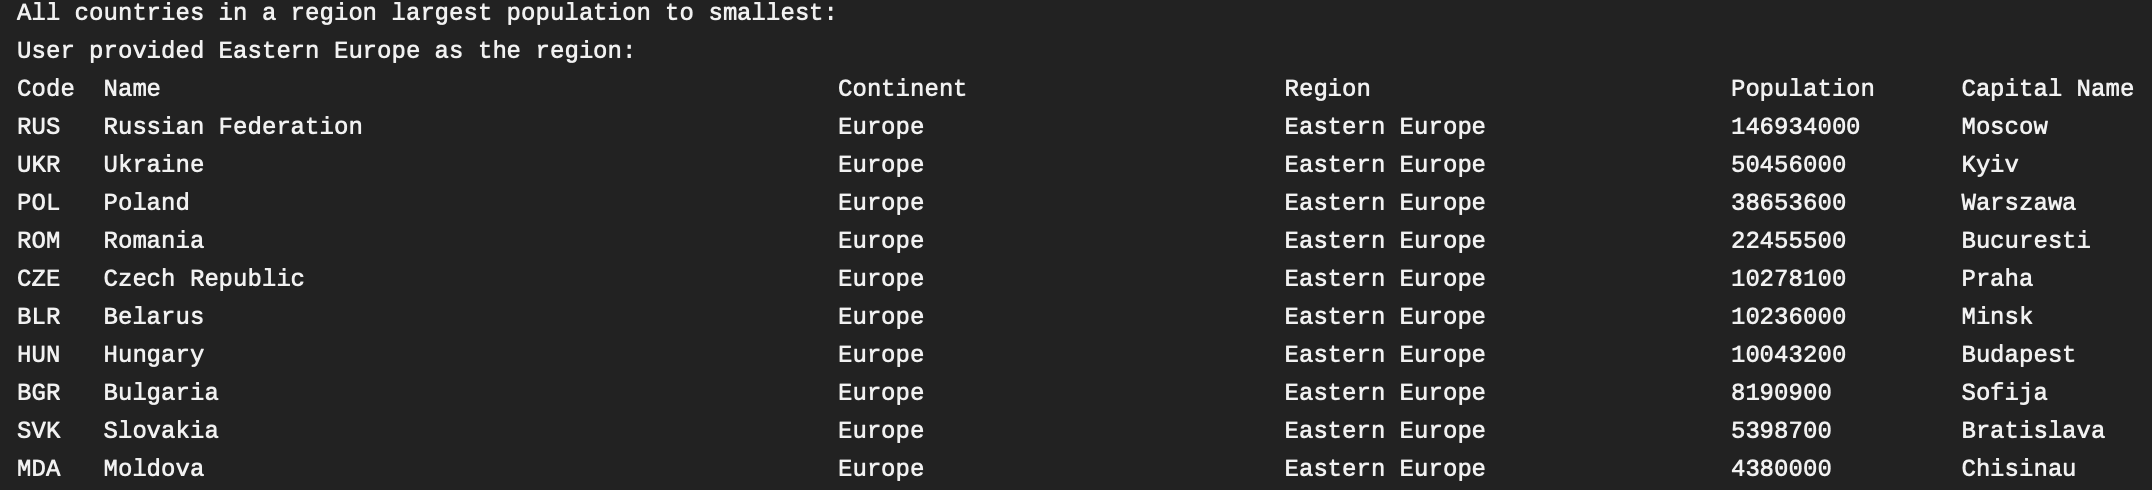 All countries in a region largest population to smallest:
User provided Eastern Europe as the region:
Code Name Continent Region Population Capital Name
RUS Russian Federation Europe Eastern Europe 146934000 Moscow
UKR Ukraine Europe Eastern Europe 50456000 Kyiv
POL Poland Europe Eastern Europe 38653600 Warszawa
ROM Romania Europe Eastern Europe 22455500 Bucuresti
CZE Czech Republic Europe Eastern Europe 10278100 Praha
BLR Belarus Europe Eastern Europe 10236000 Minsk
HUN Hungary Europe Eastern Europe 10043200 Budapest
BGR Bulgaria Europe Eastern Europe 8190900 Sofija
SVK Slovakia Europe Eastern Europe 5398700 Bratislava
MDA Moldova Europe Eastern Europe 4380000 Chisinau